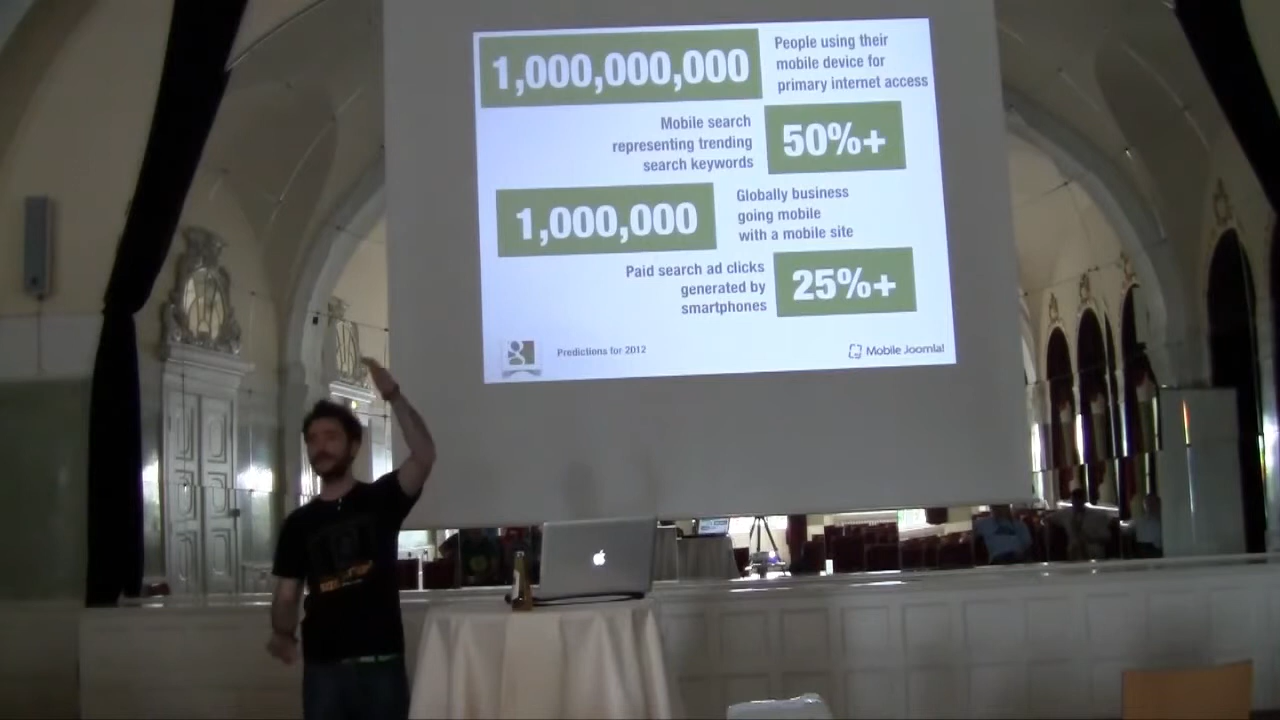 1,000,000,000
People using their
mobile device for
primary internet access
Mobile search
representing trending
search keywords
50%+
1,000,000
Globally business
going mobile
with a mobile site
Paid search ad clicks
generated by
smartphones
25%+
Predictions for 2012
Mobile Joomla!